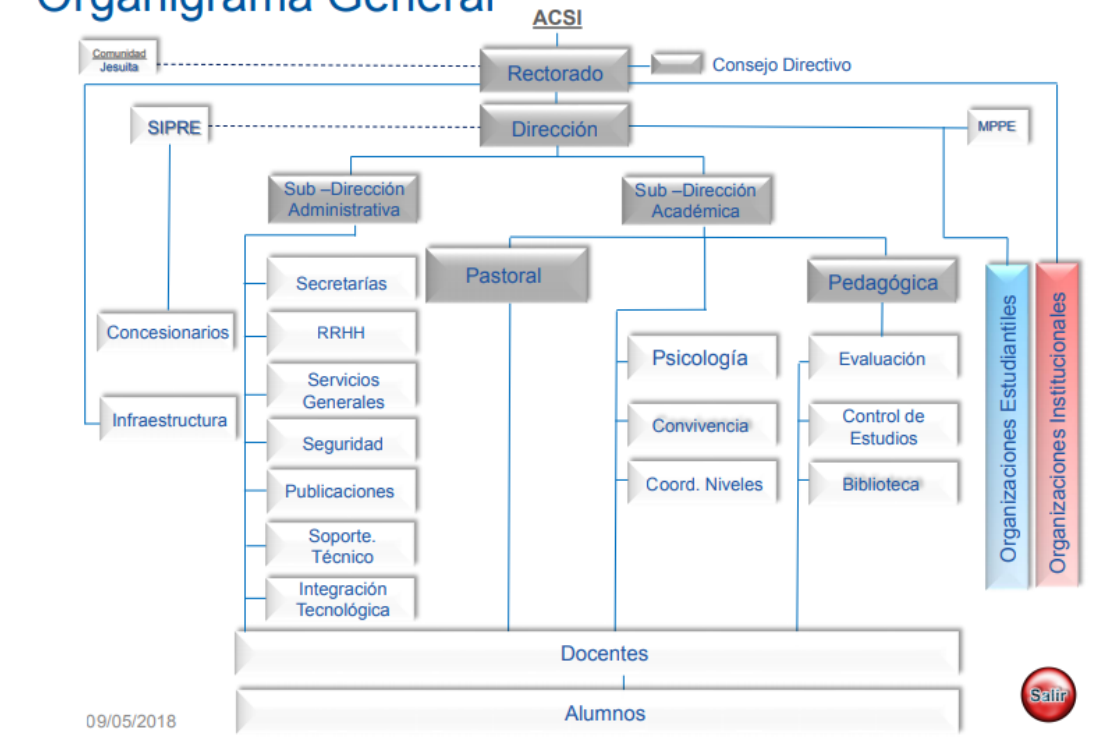 Organigrama General
ACSI
Comunidad
Jesuita
Rectorado
Consejo Directivo
SIPRE
Dirección
MPPE
Sub –Dirección
Administrativa
Sub –Dirección
Académica
Secretarías
Pastoral
Pedagógica
Concesionarios
RRHH
Psicología
Evaluación
Servicios
Generales
Infraestructura
Convivencia
Control de
Estudios
Seguridad
Publicaciones
Coord. Niveles
Biblioteca
Soporte.
Técnico
Integración
Tecnológica
Organizaciones Estudiantiles
Organizaciones Institucionales
Docentes
Alumnos
Salir
09/05/2018